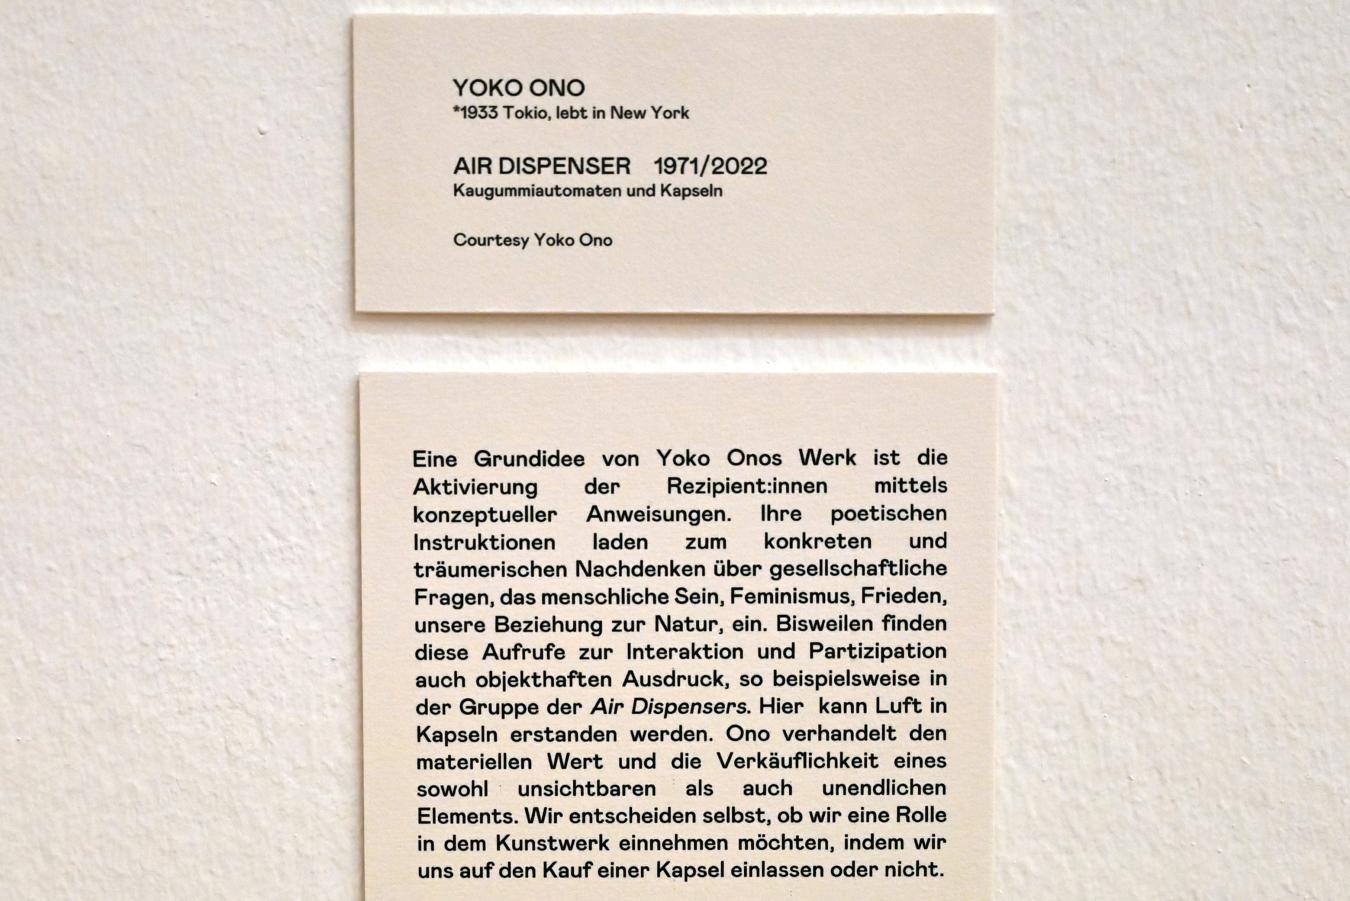 YOKO ONO
*1933 Tokio, lebt in New York
AIR DISPENSER 1971/2022
Kaugummiautomaten und Kapseln
Courtesy Yoko Ono
Eine Grundidee von Yoko Onos Werk ist die
Aktivierung der Rezipient:innen mittels
konzeptueller Anweisungen. Ihre poetischen
Instruktionen laden zum konkreten und
träumerischen Nachdenken über gesellschaftliche
Fragen, das menschliche Sein, Feminismus, Frieden,
unsere Beziehung zur Natur, ein. Bisweilen finden
diese Aufrufe zur Interaktion und Partizipation
auch objekthaften Ausdruck, so beispielsweise in
der Gruppe der Air Dispensers. Hier kann Luft in
Kapseln erstanden werden. Ono verhandelt den
materiellen Wert und die Verkäuflichkeit eines
sowohl unsichtbaren als auch unendlichen
Elements. Wir entscheiden selbst, ob wir eine Rolle
in dem Kunstwerk einnehmen möchten, indem wir
uns auf den Kauf einer Kapsel einlassen oder nicht.